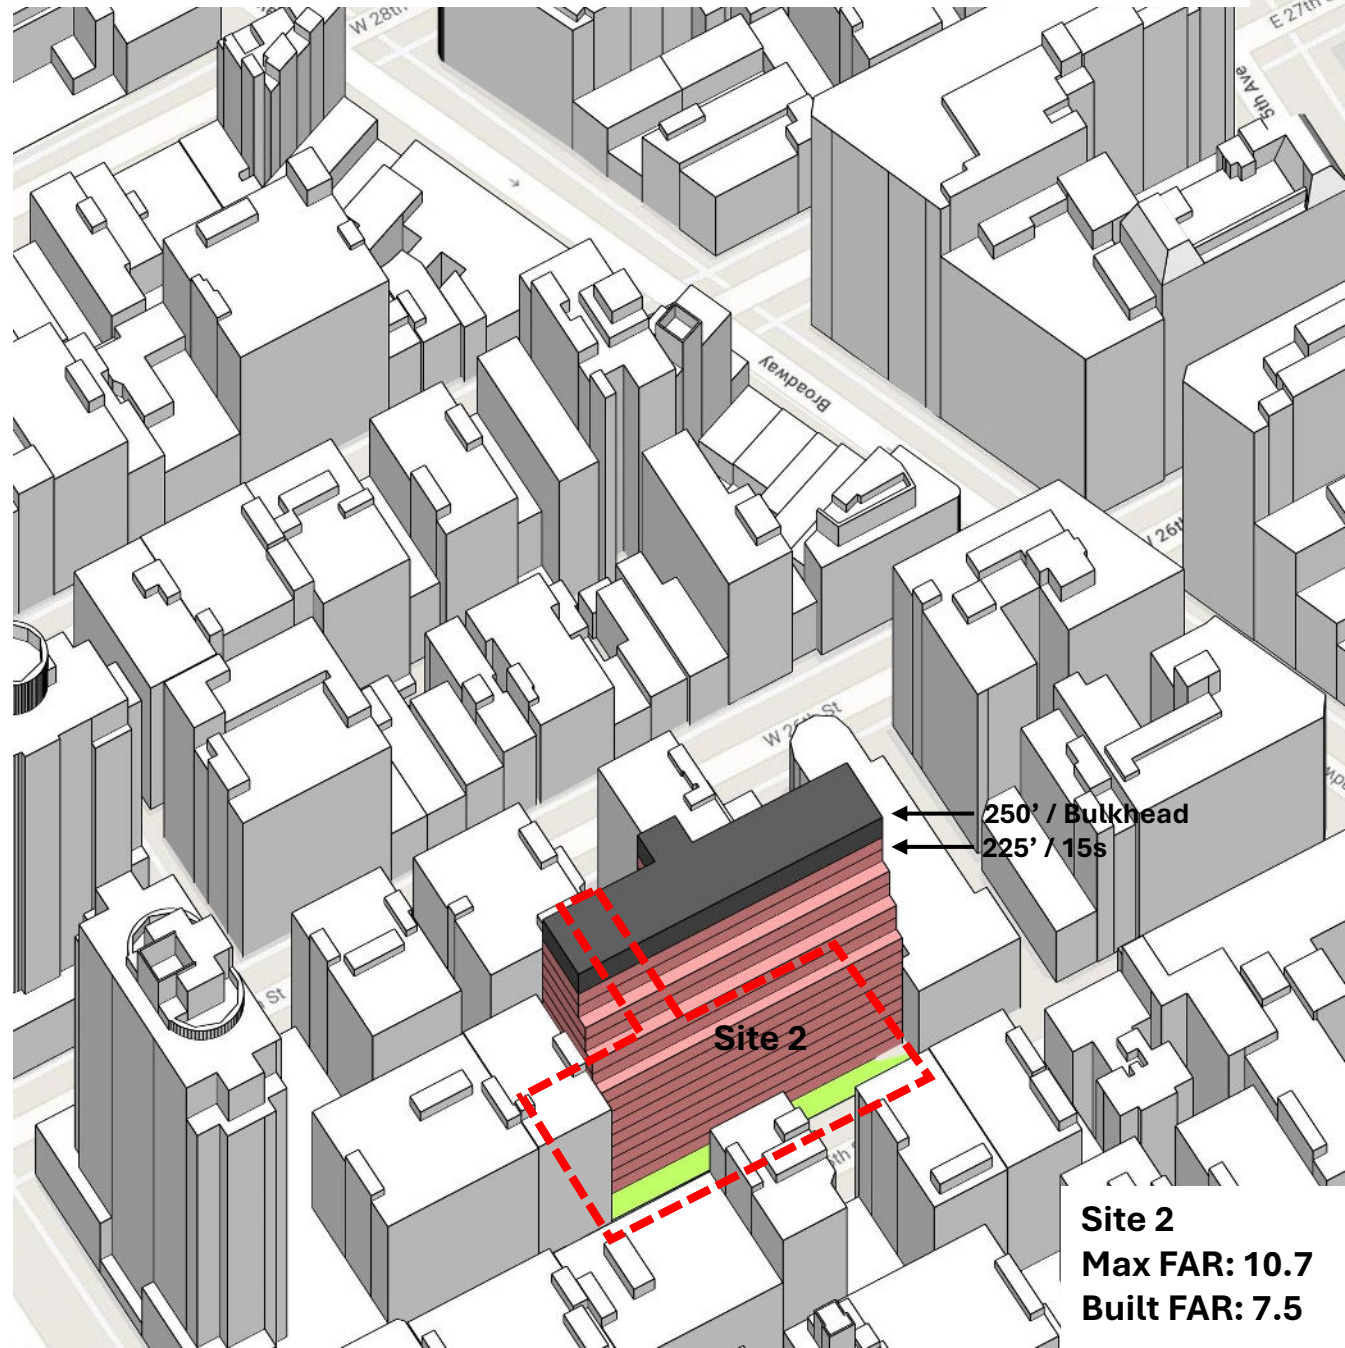 W 28th
E 27th
5th Ave
Broadway
W 26th
W 26th St
250’ / Bulkhead
225’ / 15s
St
Site 2
Site 2
Max FAR: 10.7
Built FAR: 7.5